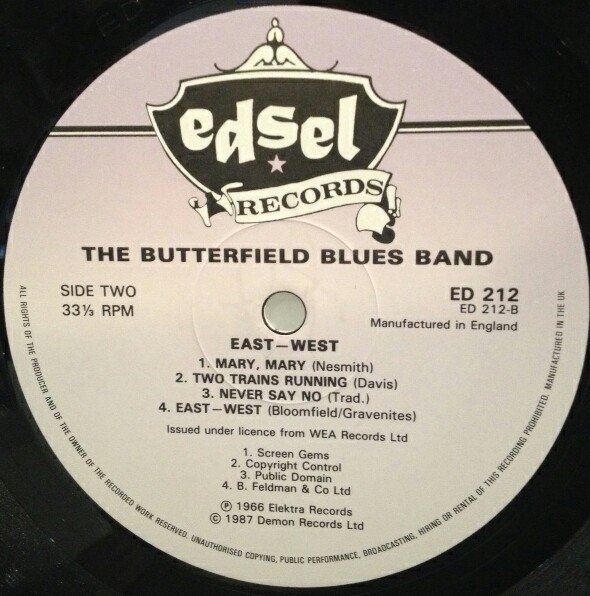 edsel
RECORDS
THE BUTTERFIELD BLUES BAND
SIDE TWO
33⅓ RPM
ED 212
ED 212-B
Manufactured in England
EAST—WEST
1. MARY, MARY (Nesmith)
2. TWO TRAINS RUNNING (Davis)
3. NEVER SAY NO (Trad.)
4. EAST—WEST (Bloomfield/Gravenites)
Issued under licence from WEA Records Ltd
1. Screen Gems
2. Copyright Control
3. Public Domain
4. B. Feldman & Co Ltd
Ⓟ 1966 Elektra Records
© 1987 Demon Records Ltd
ALL RIGHTS OF THE PRODUCER AND OF THE OWNER OF THE RECORDED WORK RESERVED. UNAUTHORISED COPYING, PUBLIC PERFORMANCE, BROADCASTING, HIRING OR RENTAL OF THIS RECORDING PROHIBITED. MANUFACTURED IN THE UK